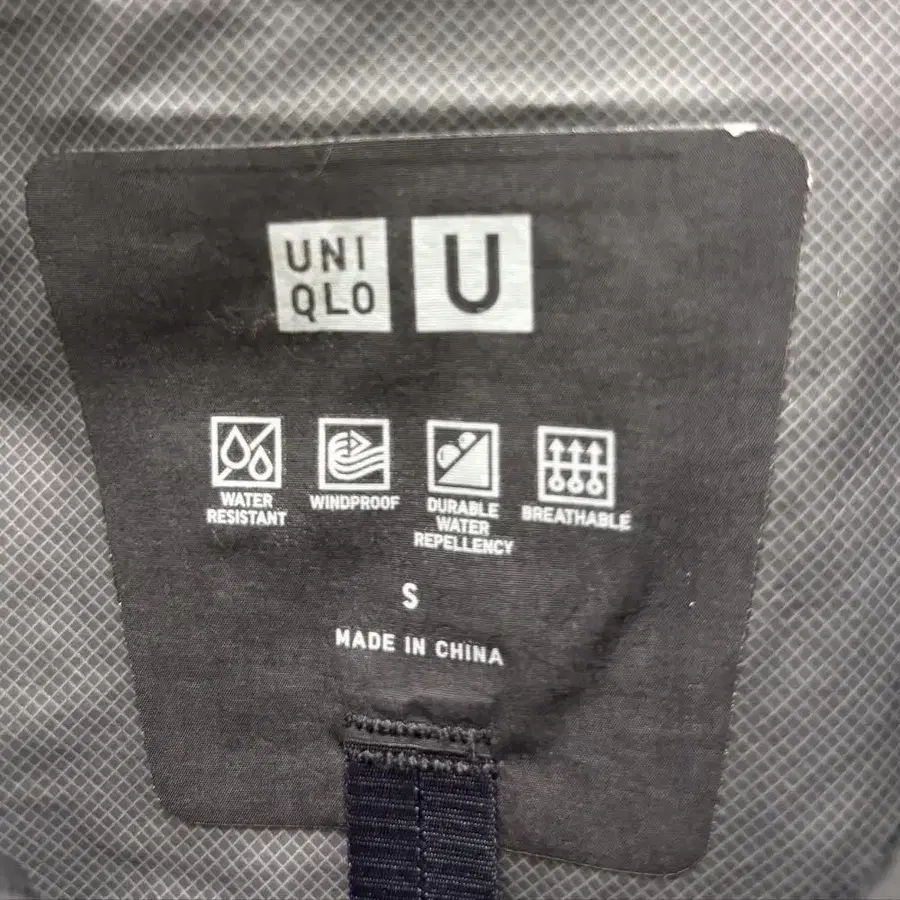 UNI
QLO
U
WATER
RESISTANT
WINDPROOF
DURABLE
WATER
REPELLENCY
BREATHABLE
S
MADE IN CHINA